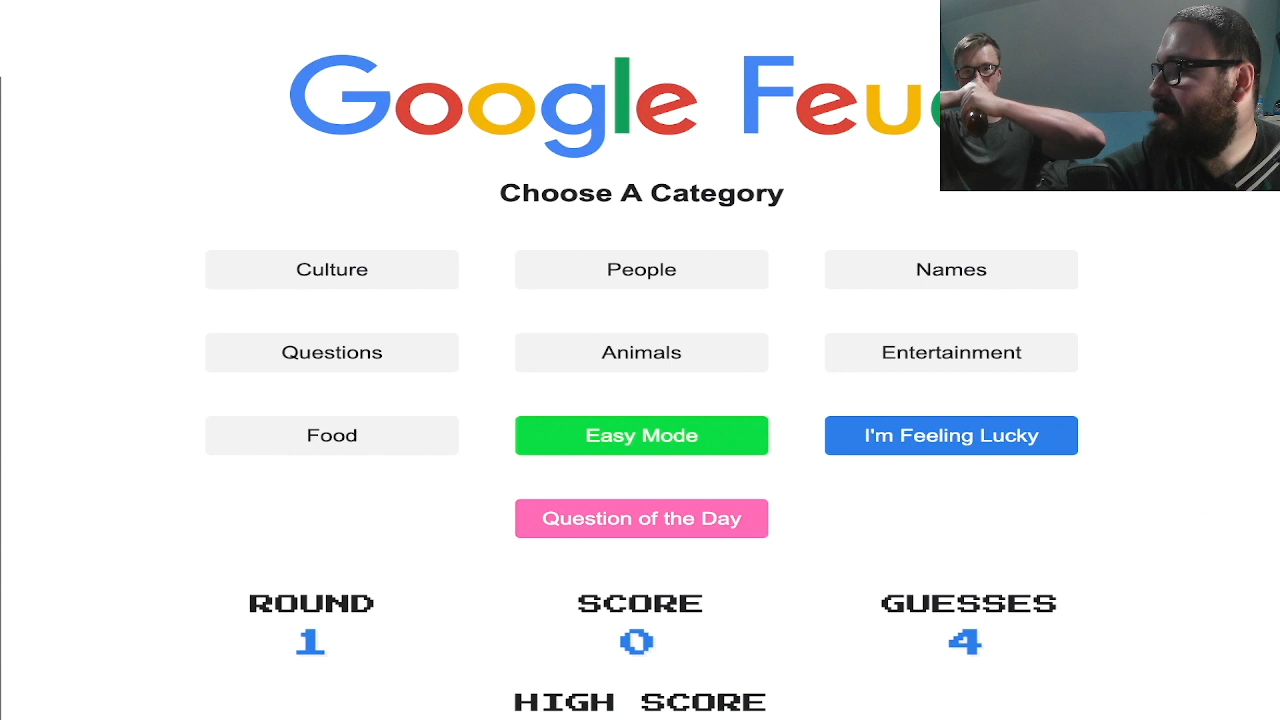 Google Feu
Choose A Category
Culture People Names
Questions Animals Entertainment
Food Easy Mode I'm Feeling Lucky
Question of the Day
ROUND SCORE GUESSES
1 0 4
HIGH SCORE